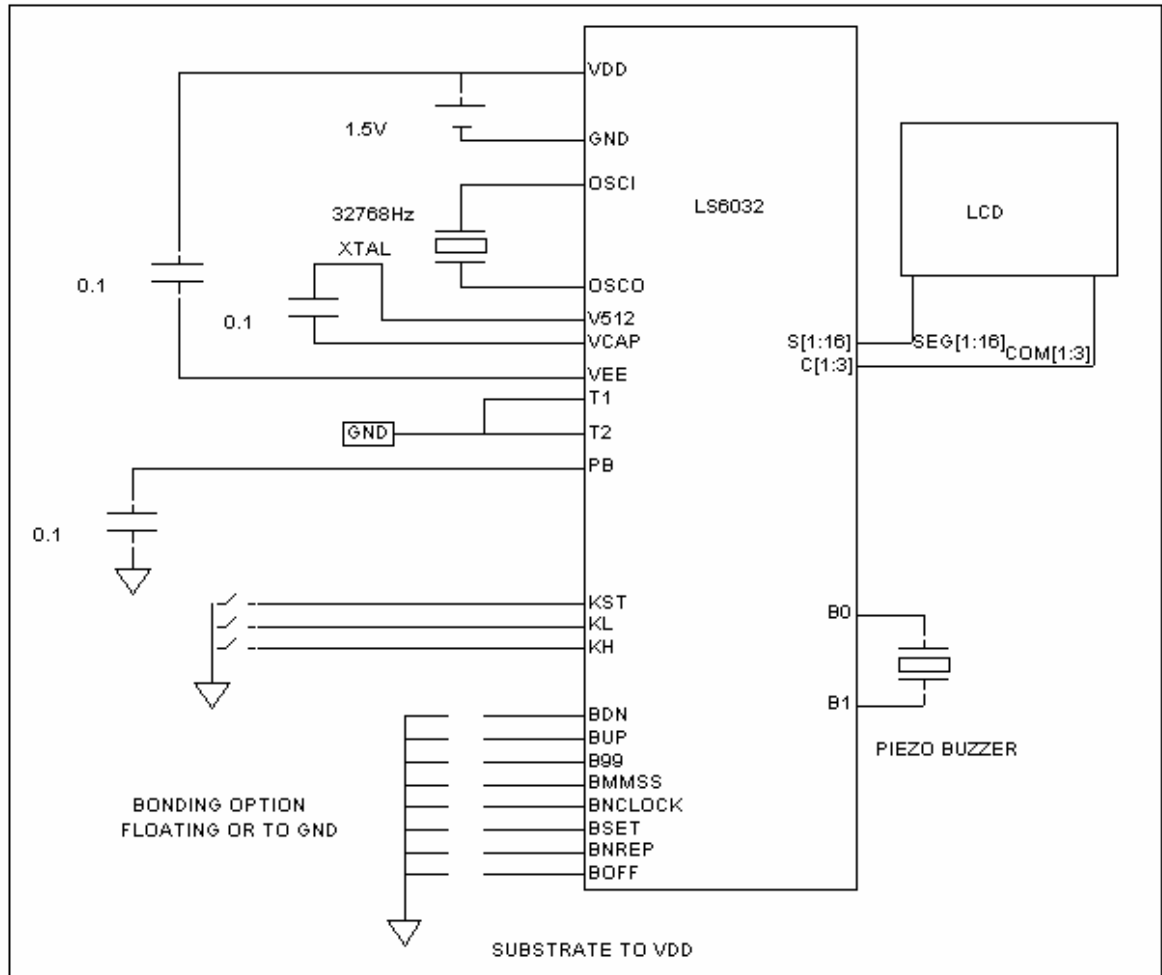 VDD
1.5V
GND
OSCI
LS6032
LCD
32768Hz
XTAL
0.1
OSCO
0.1
V512
VCAP
S[1:16]
SEG[1:16]
COM[1:3]
C[1:3]
VEE
T1
GND
T2
PB
0.1
KST
KL
KH
B0
B1
PIEZO BUZZER
BDN
BUP
B99
BMMSS
BNCLOCK
BSET
BNREP
BOFF
BONDING OPTION
FLOATING OR TO GND
SUBSTRATE TO VDD